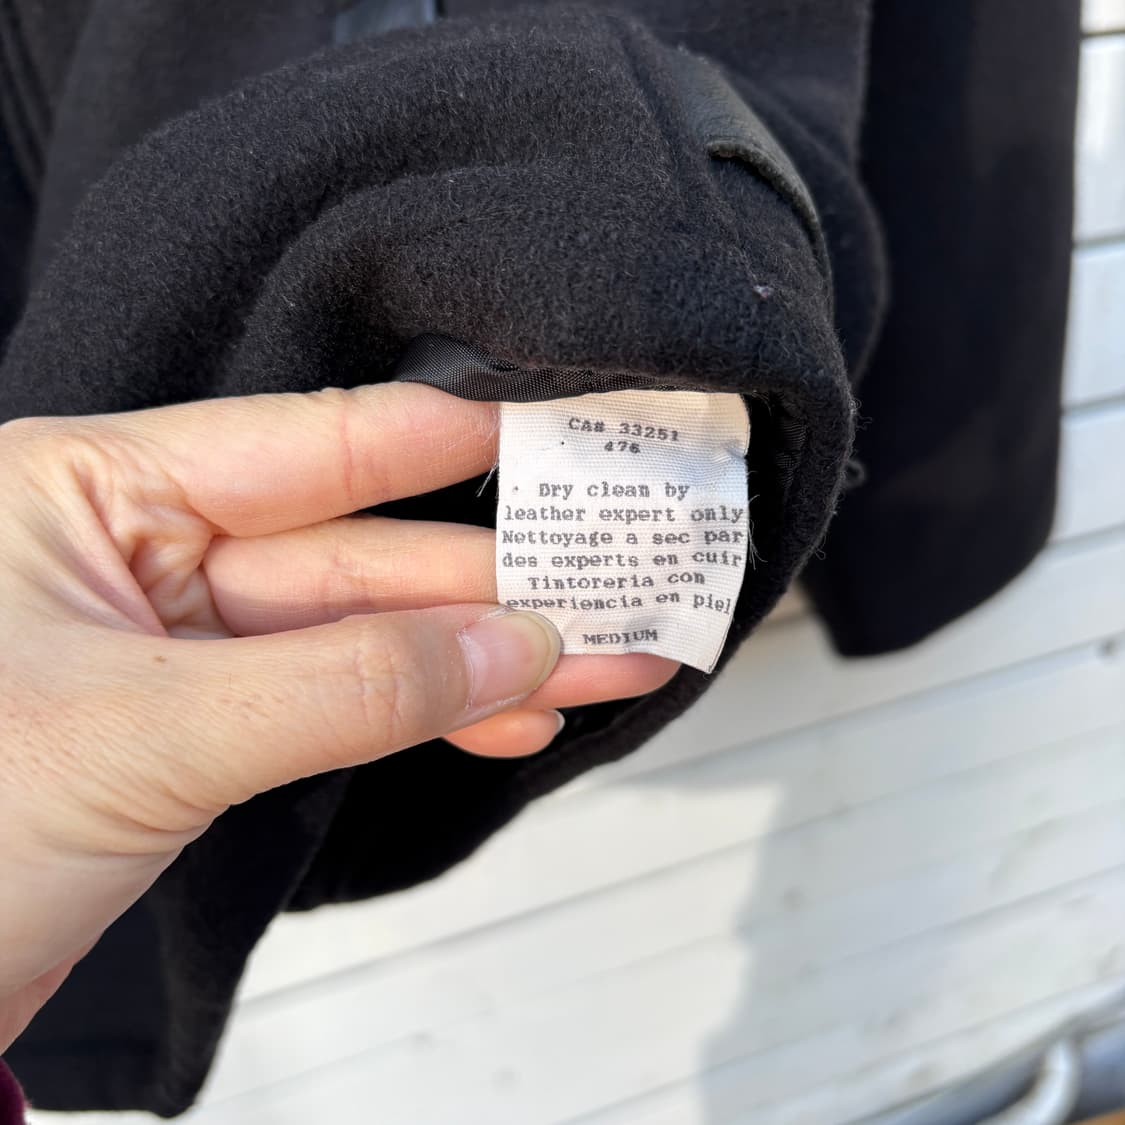 CA# 33251
476
Dry clean by
leather expert only
Nettoyage a sec par
des experts en cuir
Tintoreria con
experiencia en piel
MEDIUM